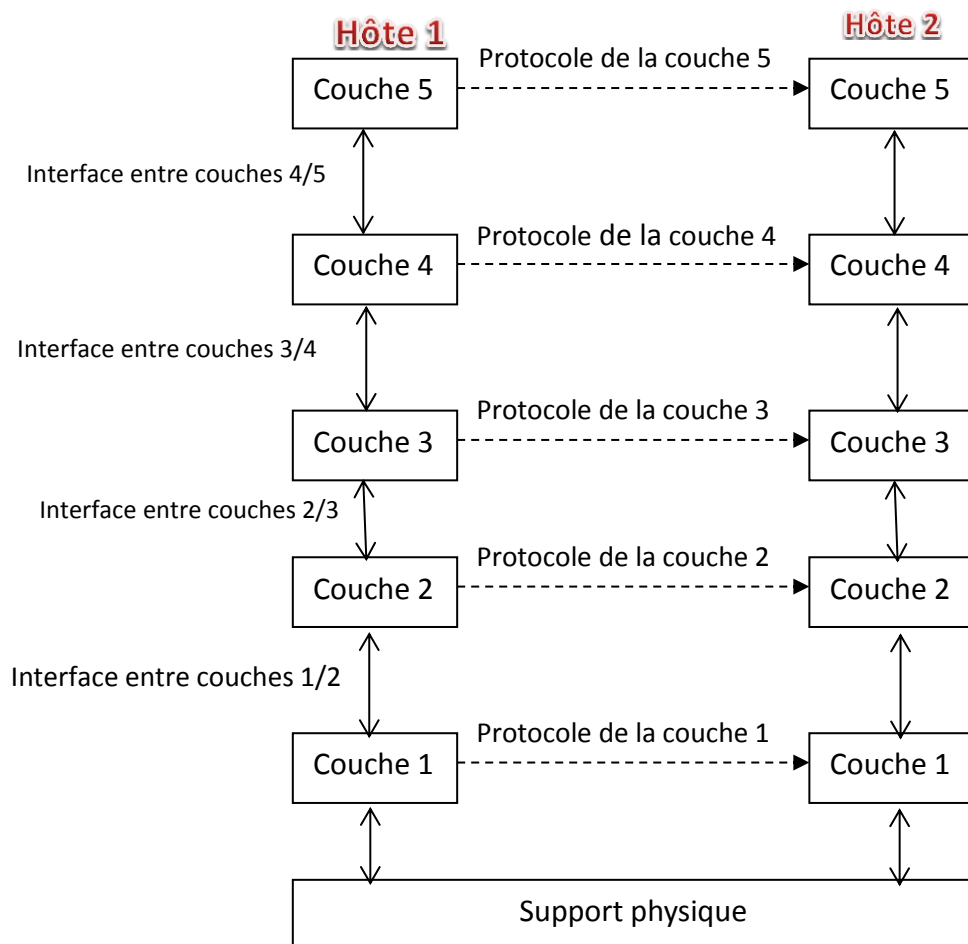 Hôte 1
Hôte 2
Couche 5
Protocole de la couche 5
Couche 5
Interface entre couches 4/5
Couche 4
Protocole de la couche 4
Couche 4
Interface entre couches 3/4
Couche 3
Protocole de la couche 3
Couche 3
Interface entre couches 2/3
Couche 2
Protocole de la couche 2
Couche 2
Interface entre couches 1/2
Couche 1
Protocole de la couche 1
Couche 1
Support physique